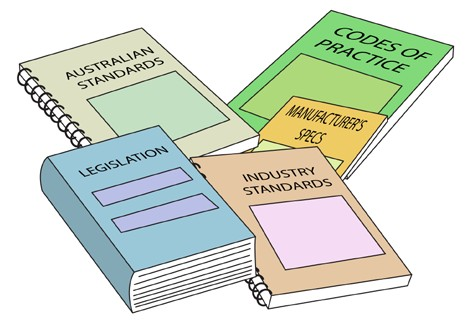 AUSTRALIAN
STANDARDS
CODES OF
PRACTICE
MANUFACTURER'S
SPECS
LEGISLATION
INDUSTRY
STANDARDS